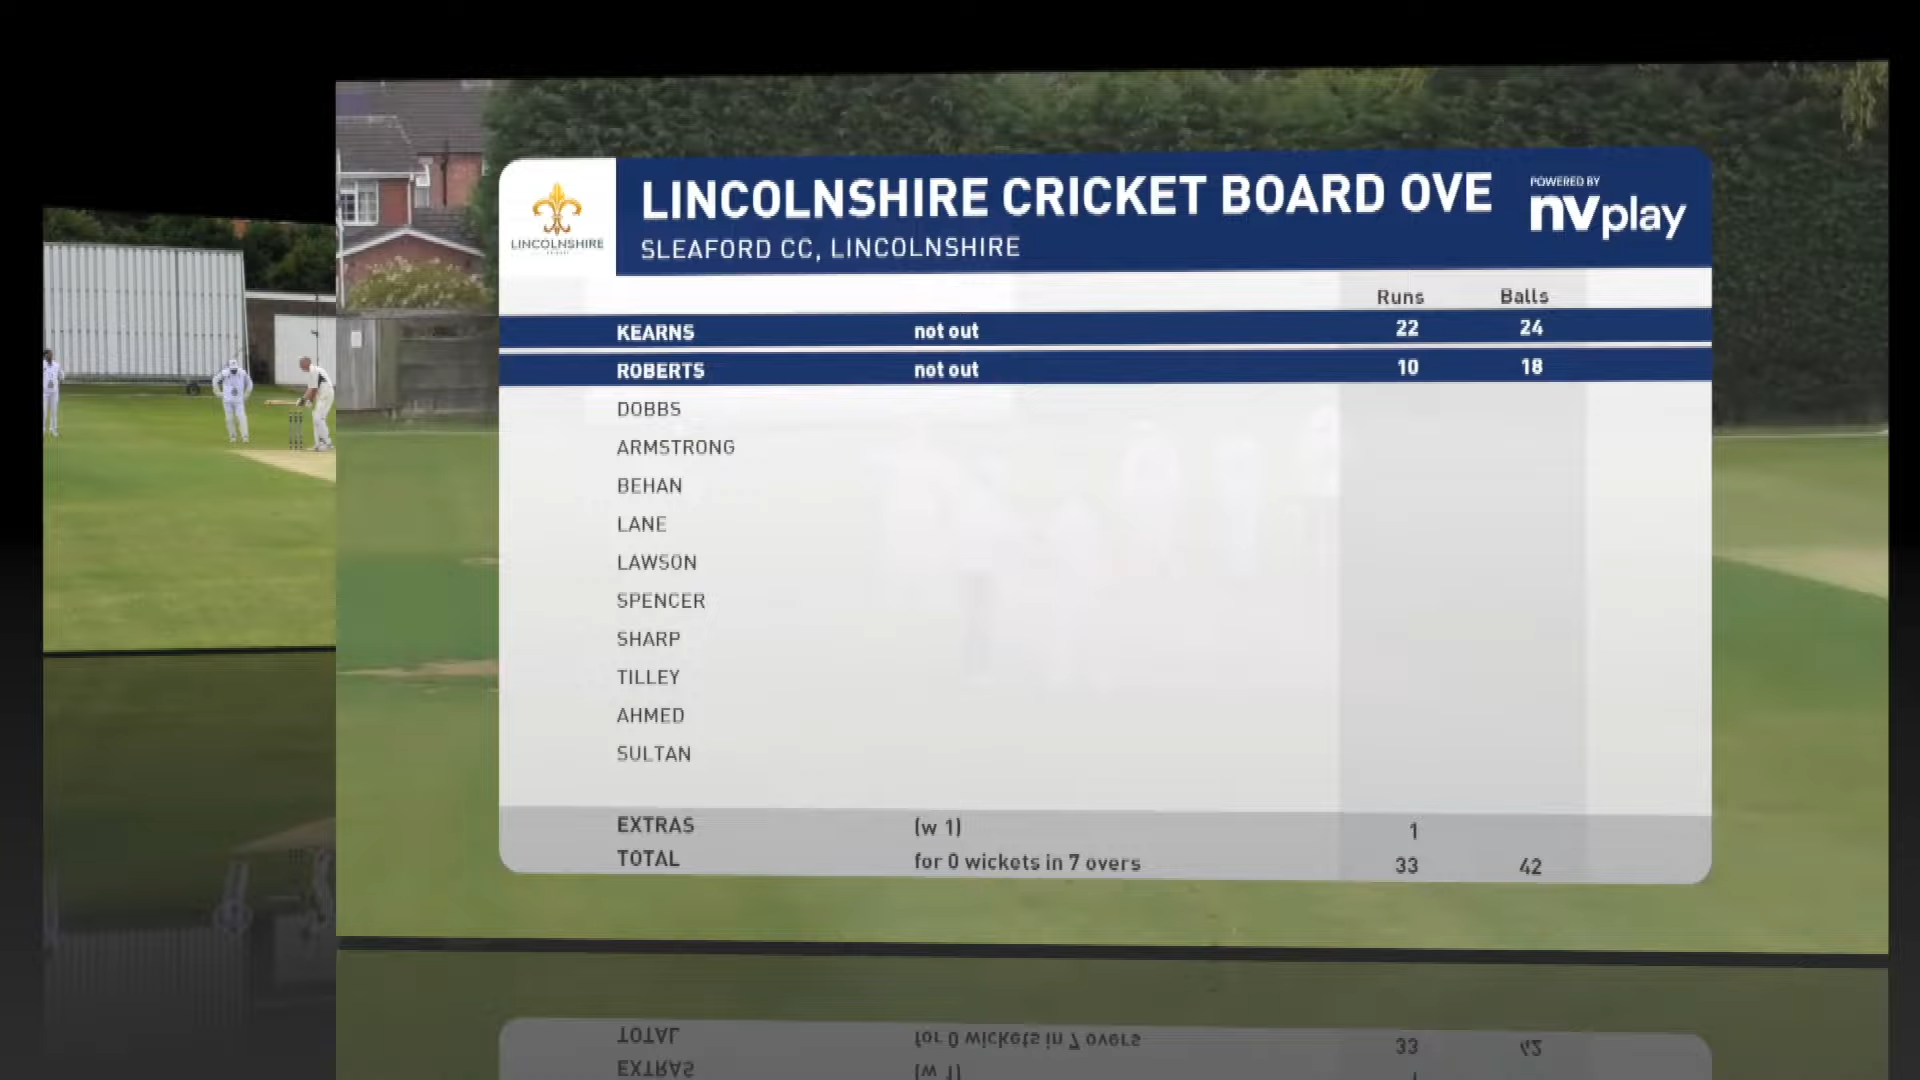 LINCOLNSHIRE CRICKET BOARD OVE
SLEAFORD CC, LINCOLNSHIRE
LINCOLNSHIRE
POWERED BY
nvplay
Runs Balls
KEARNS not out 22 24
ROBERTS not out 10 18
DOBBS
ARMSTRONG
BEHAN
LANE
LAWSON
SPENCER
SHARP
TILLEY
AHMED
SULTAN
EXTRAS (w 1) 1
TOTAL for 0 wickets in 7 overs 33 42